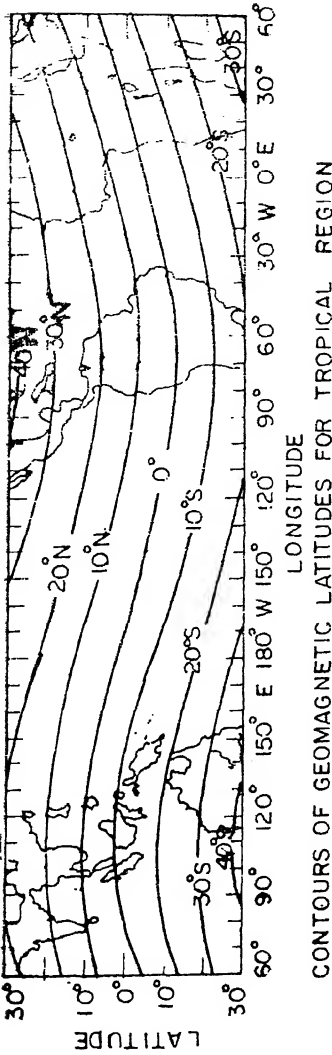 LATITUDE
30°
10°
0°
10°
30°
40°N
30N
20°N
10°N
0°
10°S
20°S
30°S
40°S
20°S
30°S
60° 90° 120° 150° E 180° W 150° 120° 90° 60° 30° W 0° E 30° 60°
LONGITUDE
CONTOURS OF GEOMAGNETIC LATITUDES FOR TROPICAL REGION